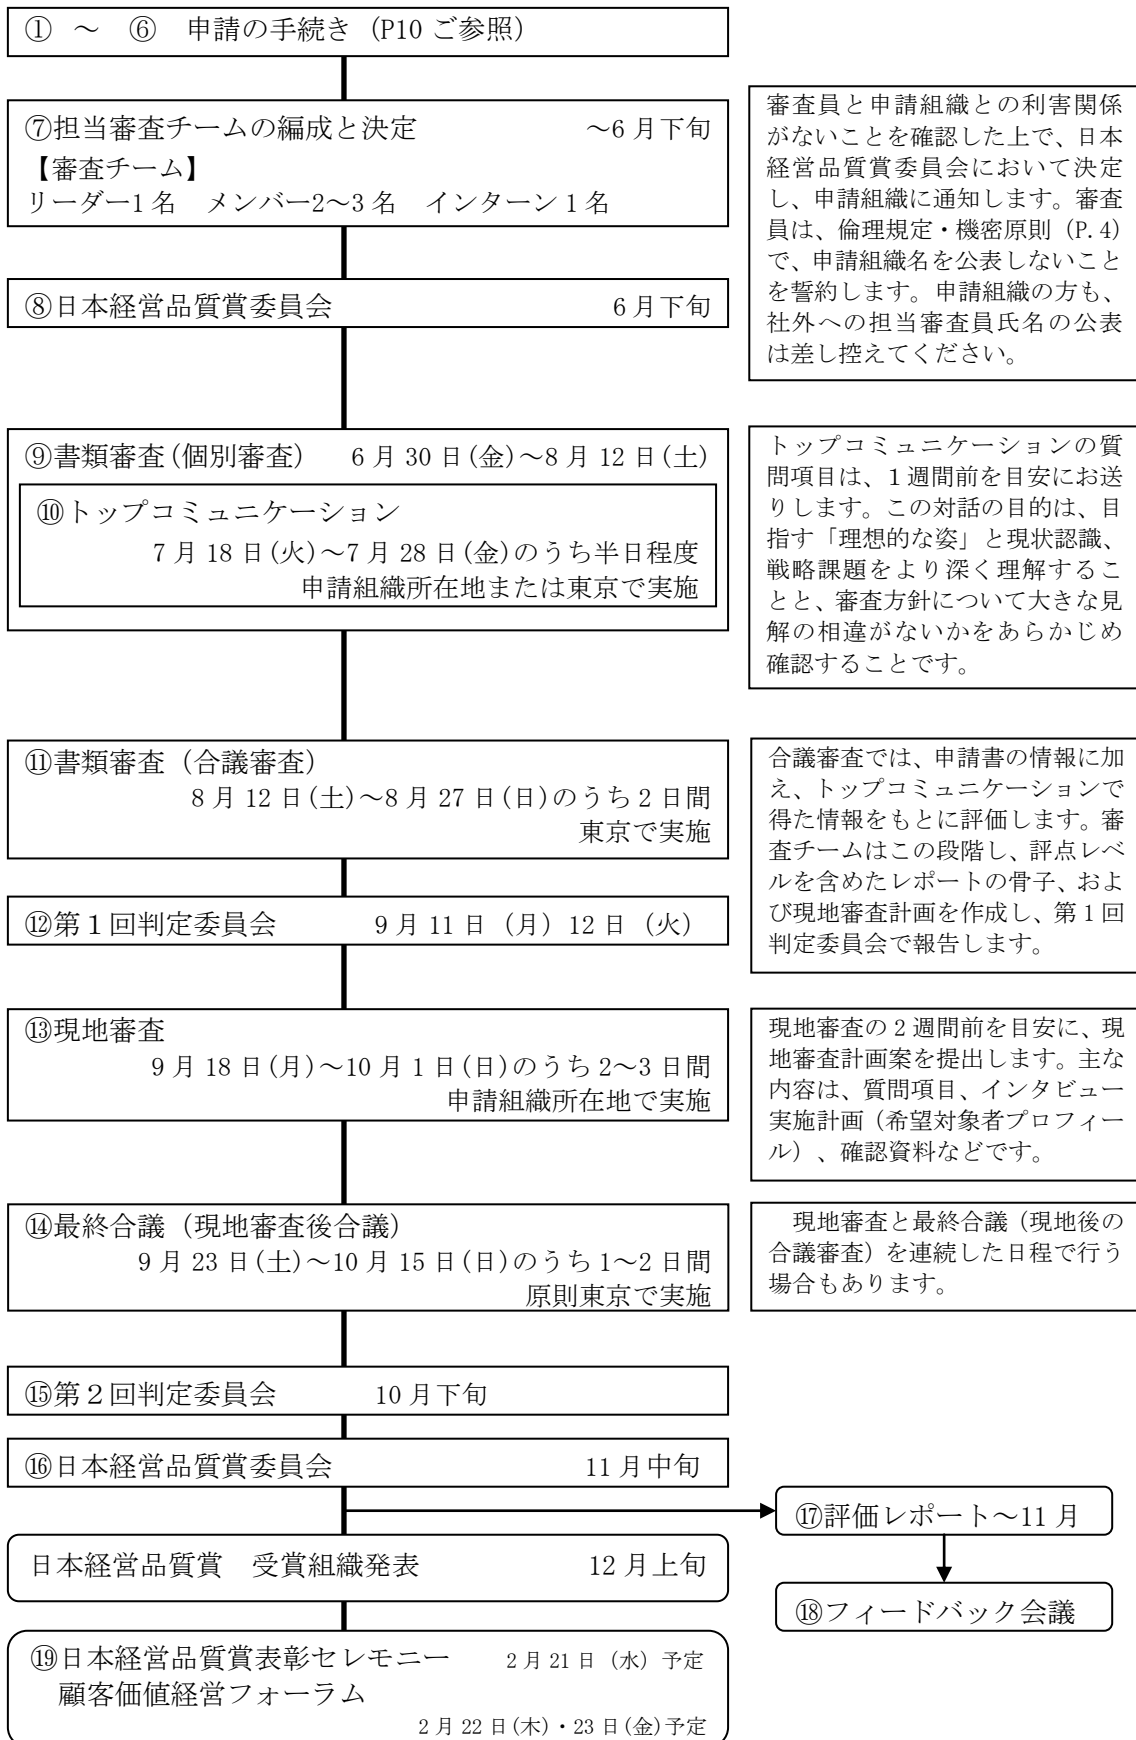 ① ～ ⑥ 申請の手続き (P10 ご参照)
⑦担当審査チームの編成と決定 ～6 月下旬
【審査チーム】
リーダー1 名 メンバー2～3 名 インターン 1 名
審査員と申請組織との利害関係
がないことを確認した上で、日本
経営品質賞委員会において決定
し、申請組織に通知します。審査
員は、倫理規定・機密原則（P.4）
で、申請組織名を公表しないこと
を誓約します。申請組織の方も、
社外への担当審査員氏名の公表
は差し控えてください。
⑧日本経営品質賞委員会 6 月下旬
⑨書類審査(個別審査) 6 月 30 日(金)～8 月 12 日(土)
⑩トップコミュニケーション
7 月 18 日(火)～7 月 28 日(金)のうち半日程度
申請組織所在地または東京で実施
トップコミュニケーションの質
問項目は、1 週間前を目安にお送
りします。この対話の目的は、目
指す「理想的な姿」と現状認識、
戦略課題をより深く理解するこ
とと、審査方針について大きな見
解の相違がないかをあらかじめ
確認することです。
⑪書類審査（合議審査）
8 月 12 日(土)～8 月 27 日(日)のうち 2 日間
東京で実施
合議審査では、申請書の情報に加
え、トップコミュニケーションで
得た情報をもとに評価します。審
査チームはこの段階し、評点レベ
ルを含めたレポートの骨子、およ
び現地審査計画を作成し、第 1 回
判定委員会で報告します。
⑫第１回判定委員会 9 月 11 日（月）12 日（火）
⑬現地審査
9 月 18 日(月)～10 月 1 日(日)のうち 2～3 日間
申請組織所在地で実施
現地審査の 2 週間前を目安に、現
地審査計画案を提出します。主な
内容は、質問項目、インタビュー
実施計画（希望対象者プロフィー
ル）、確認資料などです。
⑭最終合議（現地審査後合議）
9 月 23 日(土)～10 月 15 日(日)のうち 1～2 日間
原則東京で実施
現地審査と最終合議（現地後の
合議審査）を連続した日程で行う
場合もあります。
⑮第２回判定委員会 10 月下旬
⑯日本経営品質賞委員会 11 月中旬
⑰評価レポート～11 月
日本経営品質賞 受賞組織発表 12 月上旬
⑱フィードバック会議
⑲日本経営品質賞表彰セレモニー 2 月 21 日（水）予定
顧客価値経営フォーラム
2 月 22 日(木)・23 日(金)予定